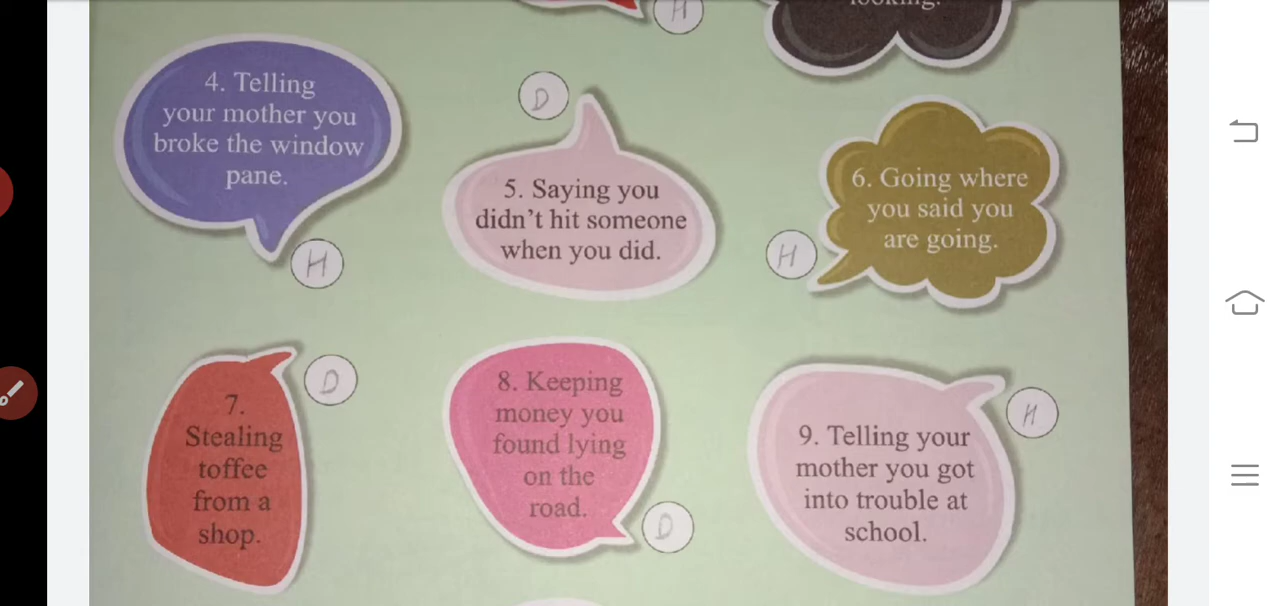 H
looking.
4. Telling
your mother you
broke the window
pane.
H
D
5. Saying you
didn't hit someone
when you did.
6. Going where
you said you
are going.
H
7.
Stealing
toffee
from a
shop.
D
8. Keeping
money you
found lying
on the
road.
D
9. Telling your
mother you got
into trouble at
school.
H